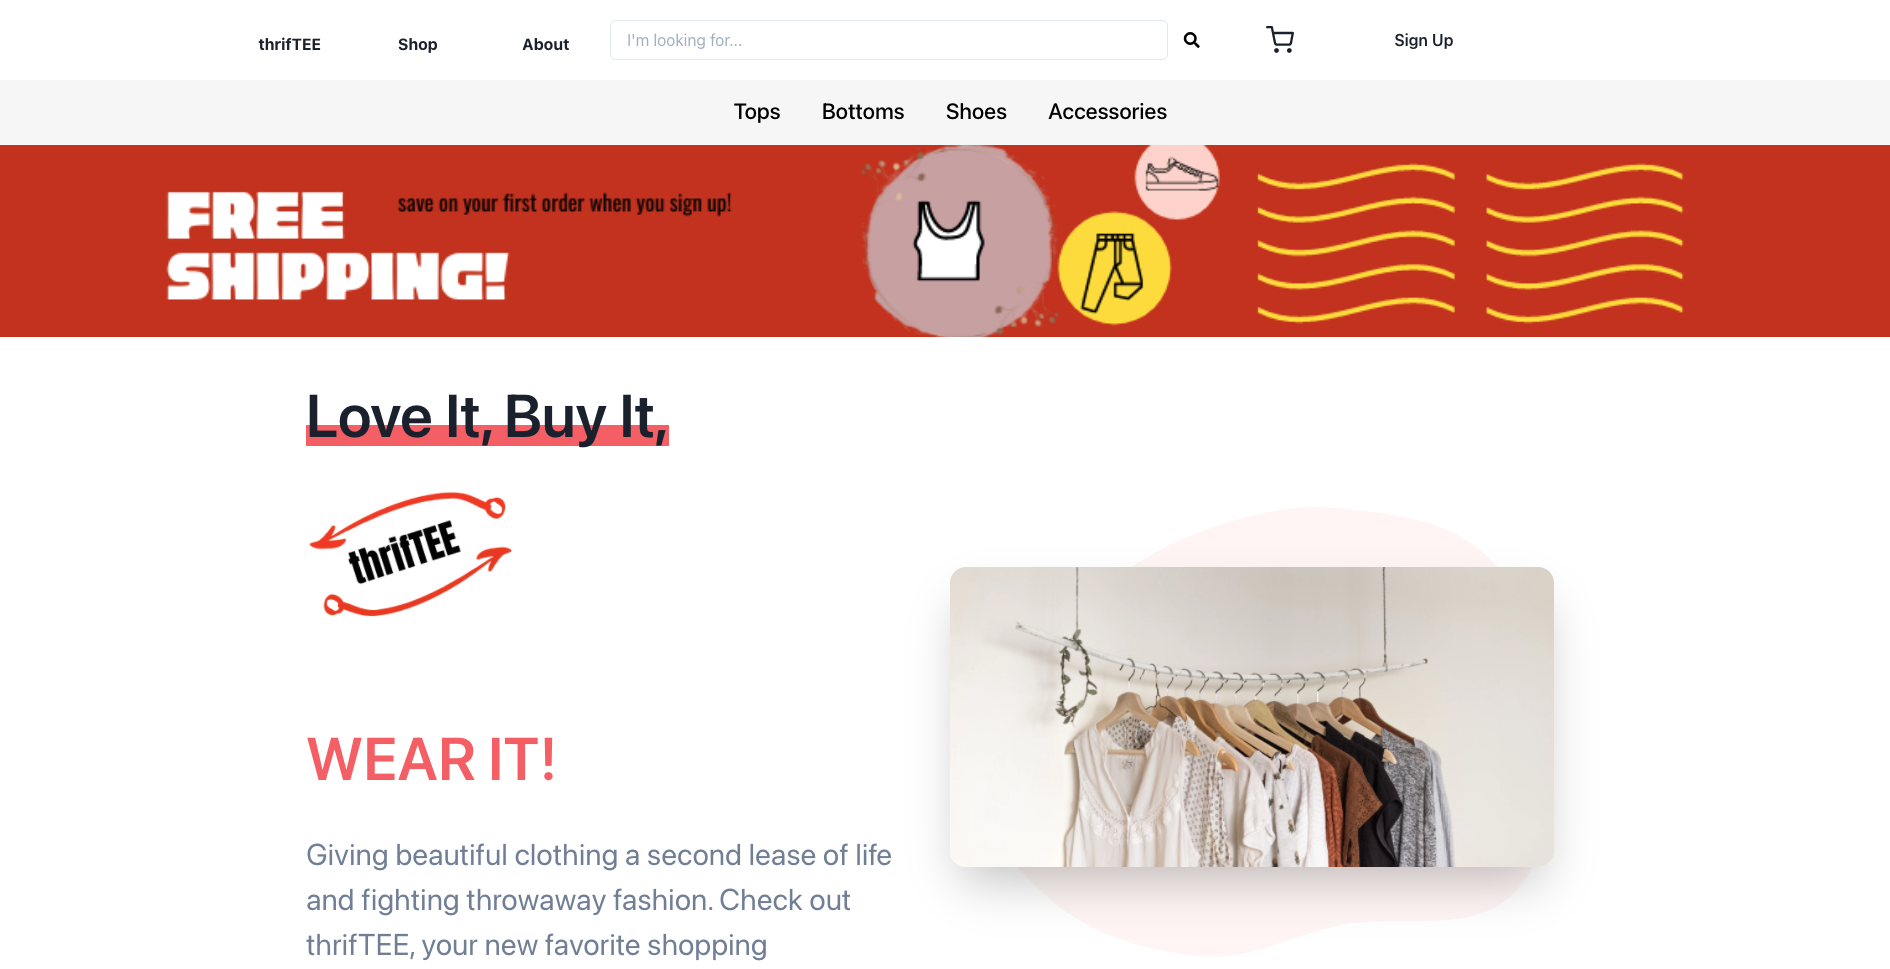 thrifTEE
Shop
About
I'm looking for...
Sign Up
Tops
Bottoms
Shoes
Accessories
FREE
SHIPPING!
save on your first order when you sign up!
Love It, Buy It,
thrifTEE
WEAR IT!
Giving beautiful clothing a second lease of life
and fighting throwaway fashion. Check out
thrifTEE, your new favorite shopping